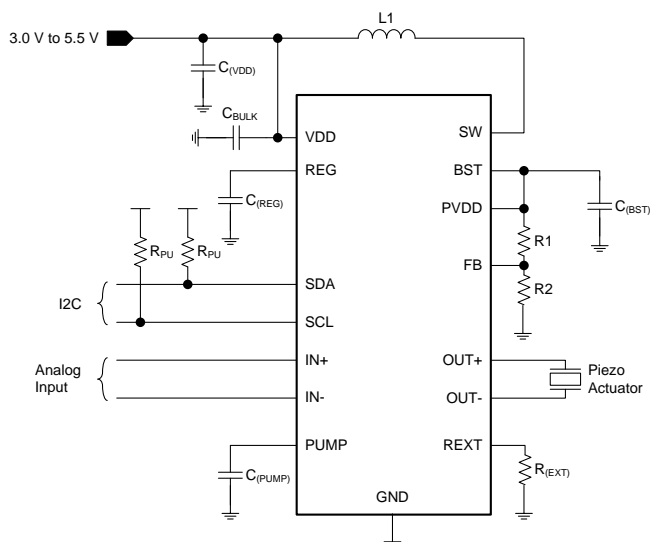 L1
3.0 V to 5.5 V
C(VDD)
CBULK
VDD
SW
REG
BST
C(REG)
PVDD
C(BST)
R1
RPU
RPU
FB
SDA
R2
I2C
SCL
IN+
OUT+
Analog
Input
Piezo
Actuator
IN-
OUT-
PUMP
REXT
C(PUMP)
R(EXT)
GND